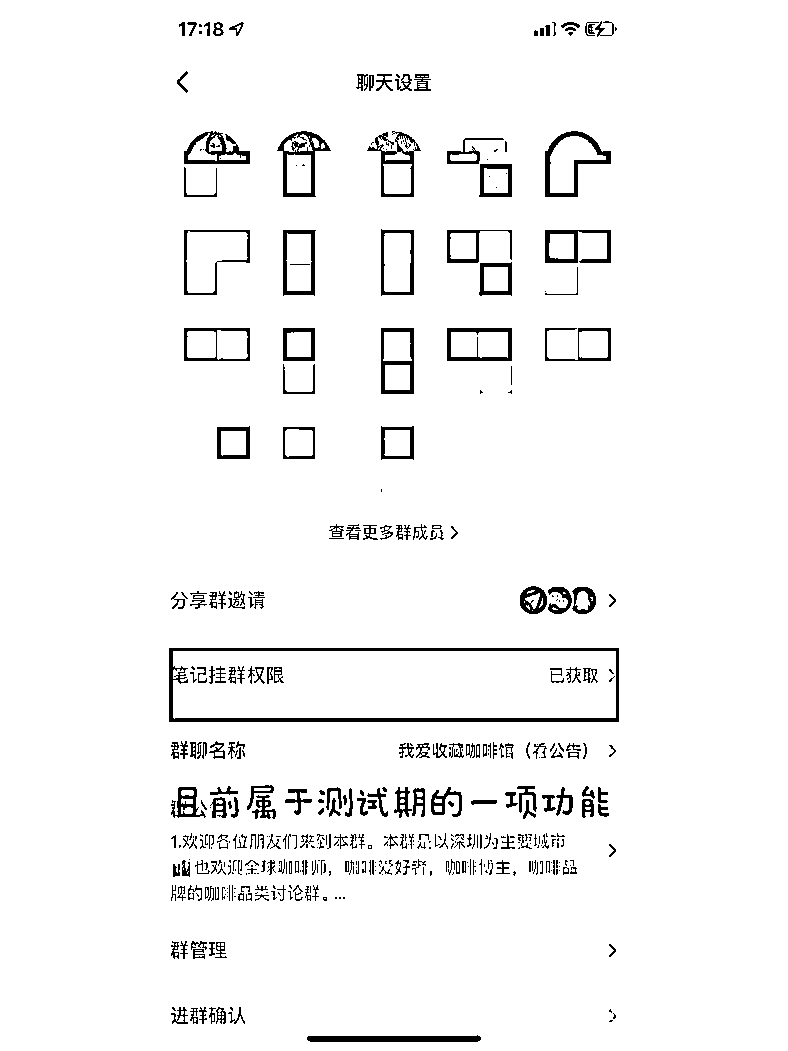 17:18
聊天设置
查看更多群成员
分享群邀请
笔记挂群权限
已获取
群聊名称
我爱收藏咖啡馆（看公告）
目前属于测试期的一项功能
1.欢迎各位朋友们来到本群。本群是以深圳为主要城市
也欢迎全球咖啡师，咖啡爱好者，咖啡博主，咖啡品
牌的咖啡品类讨论群。...
群管理
进群确认